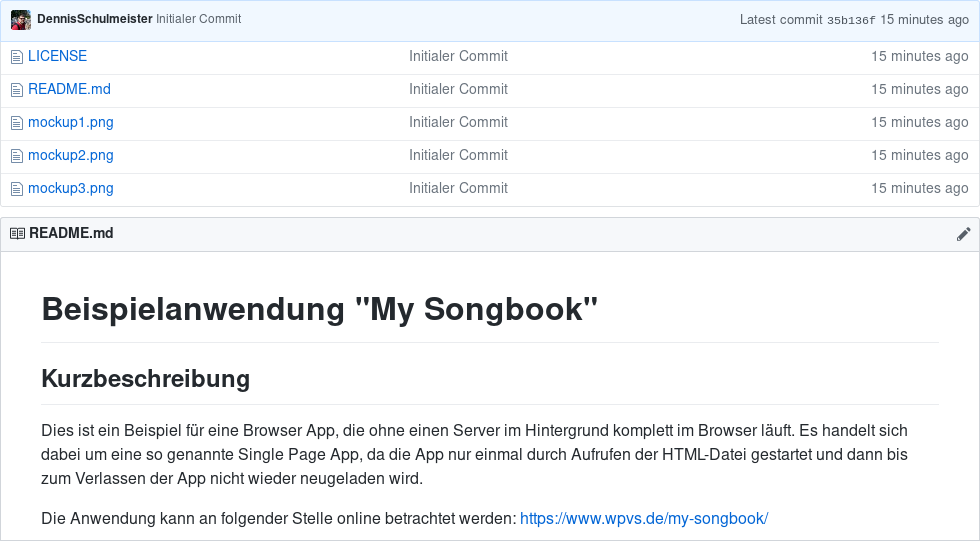 DennisSchulmeister Initialer Commit Latest commit 35b136f 15 minutes ago
LICENSE Initialer Commit 15 minutes ago
README.md Initialer Commit 15 minutes ago
mockup1.png Initialer Commit 15 minutes ago
mockup2.png Initialer Commit 15 minutes ago
mockup3.png Initialer Commit 15 minutes ago
README.md
Beispielanwendung "My Songbook"
Kurzbeschreibung
Dies ist ein Beispiel für eine Browser App, die ohne einen Server im Hintergrund komplett im Browser läuft. Es handelt sich
dabei um eine so genannte Single Page App, da die App nur einmal durch Aufrufen der HTML-Datei gestartet und dann bis
zum Verlassen der App nicht wieder neugeladen wird.
Die Anwendung kann an folgender Stelle online betrachtet werden: https://www.wpvs.de/my-songbook/